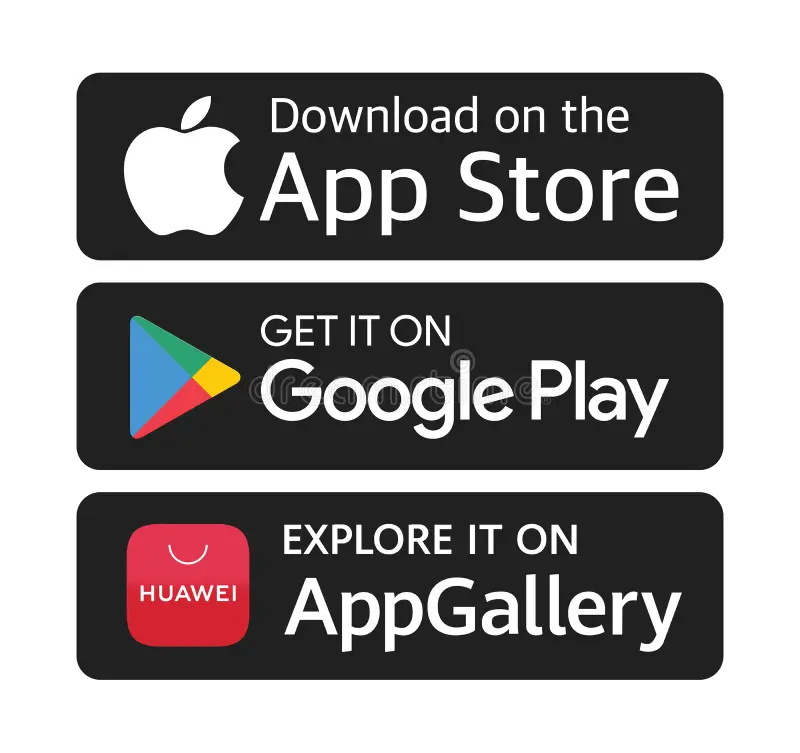 Download on the
App Store
GET IT ON
Google Play
HUAWEI
EXPLORE IT ON
AppGallery